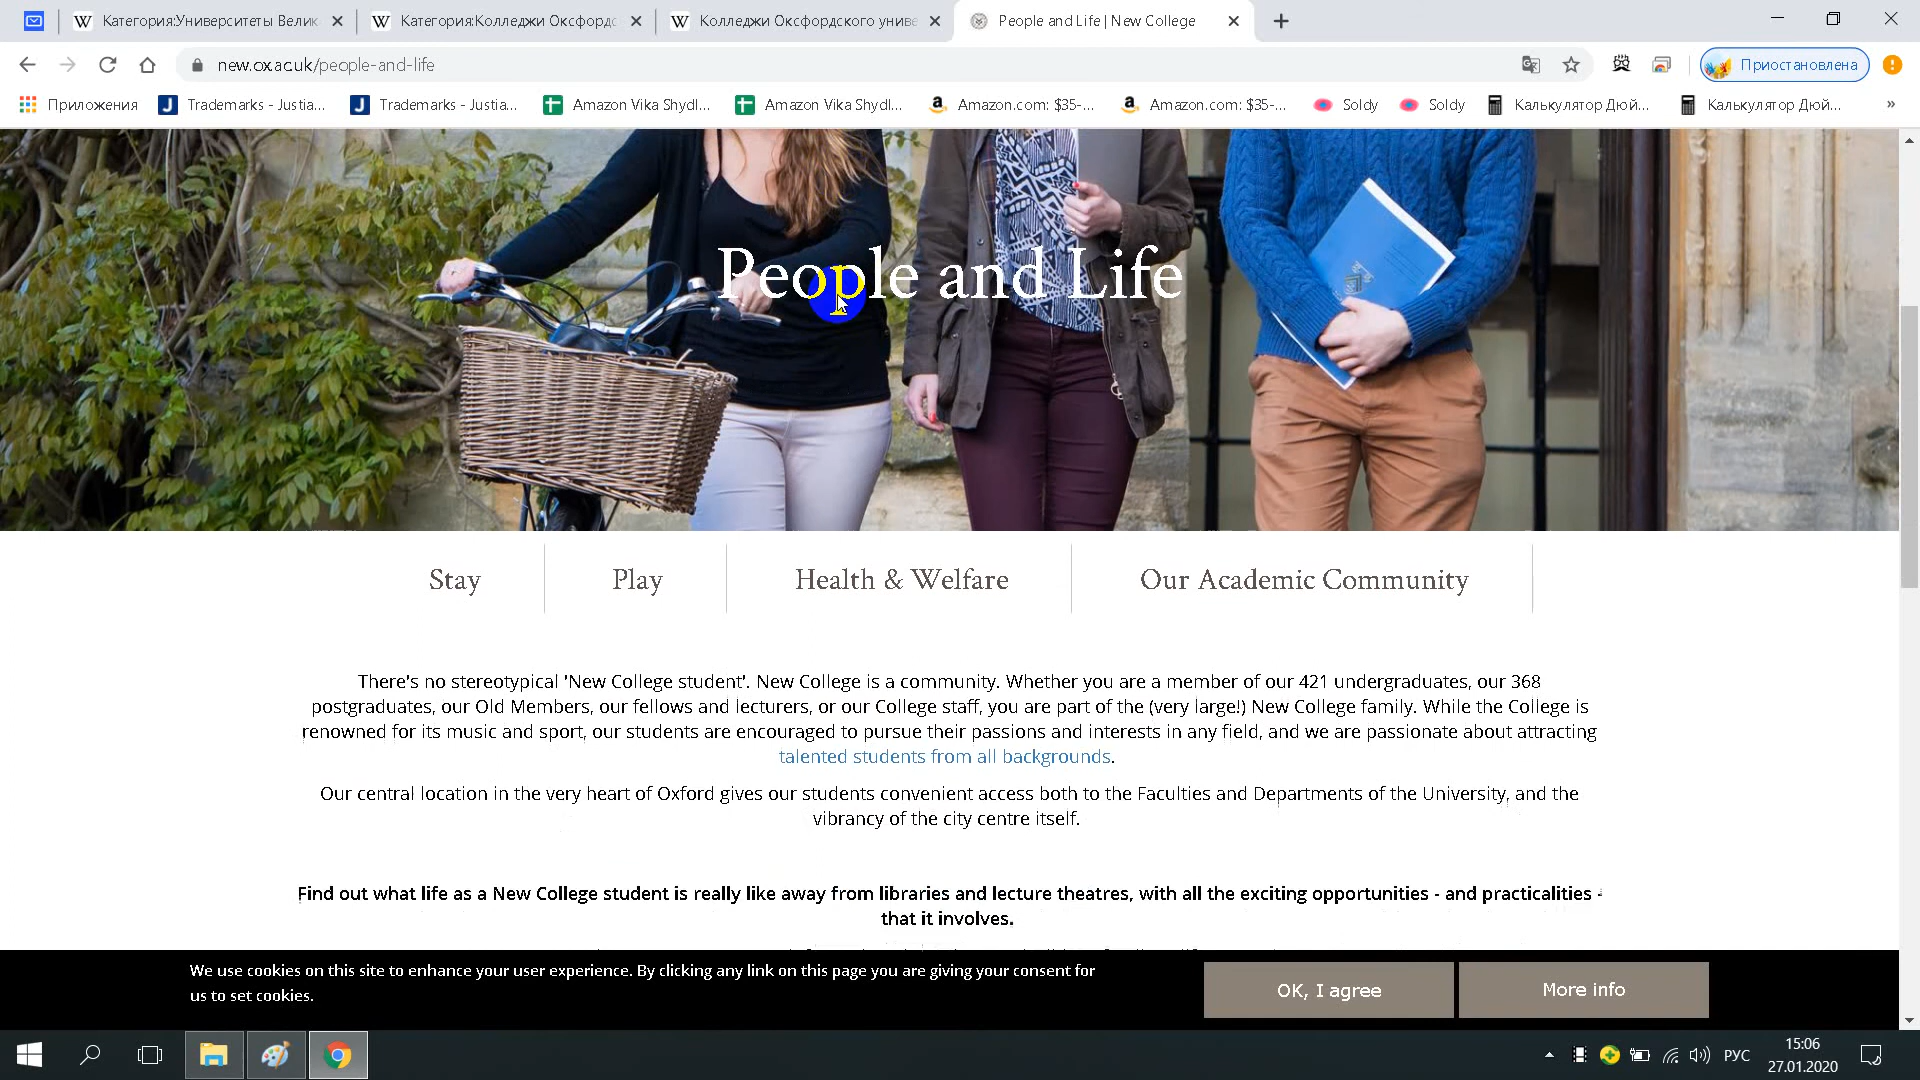 Категория:Университеты Велик
Категория:Колледжи Оксфордс
Колледжи Оксфордского униве
People and Life | New College
new.ox.ac.uk/people-and-life
Приостановлена
Приложения
Trademarks - Justia...
Trademarks - Justia...
Amazon Vika Shydl...
Amazon Vika Shydl...
Amazon.com: $35-...
Amazon.com: $35-...
Soldy
Soldy
Калькулятор Дюй...
Калькулятор Дюй...
»
People and Life
Stay
Play
Health & Welfare
Our Academic Community
There's no stereotypical 'New College student'. New College is a community. Whether you are a member of our 421 undergraduates, our 368
postgraduates, our Old Members, our fellows and lecturers, or our College staff, you are part of the (very large!) New College family. While the College is
renowned for its music and sport, our students are encouraged to pursue their passions and interests in any field, and we are passionate about attracting
talented students from all backgrounds.
Our central location in the very heart of Oxford gives our students convenient access both to the Faculties and Departments of the University, and the
vibrancy of the city centre itself.
Find out what life as a New College student is really like away from libraries and lecture theatres, with all the exciting opportunities - and practicalities -
that it involves.
We use cookies on this site to enhance your user experience. By clicking any link on this page you are giving your consent for
us to set cookies.
OK, I agree
More info
РУС
15:06
27.01.2020